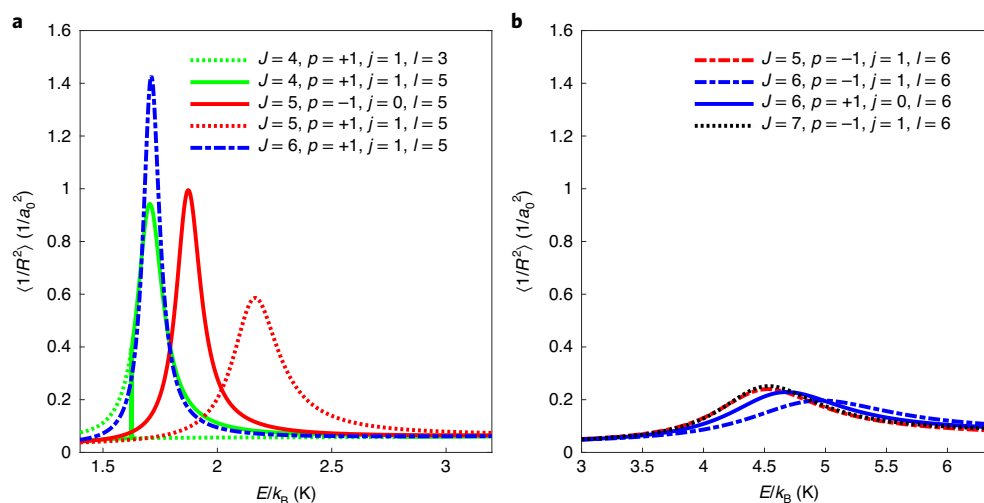 a
1.6
1.4
1.2
1
0.8
0.6
0.4
0.2
0
⟨1/R²⟩ (1/a₀²)
J = 4, p = +1, j = 1, l = 3
J = 4, p = +1, j = 1, l = 5
J = 5, p = −1, j = 0, l = 5
J = 5, p = +1, j = 1, l = 5
J = 6, p = +1, j = 1, l = 5
1.5 2 2.5 3
E/k_B (K)
b
1.6
1.4
1.2
1
0.8
0.6
0.4
0.2
0
⟨1/R²⟩ (1/a₀²)
J = 5, p = −1, j = 1, l = 6
J = 6, p = −1, j = 1, l = 6
J = 6, p = +1, j = 0, l = 6
J = 7, p = −1, j = 1, l = 6
3 3.5 4 4.5 5 5.5 6
E/k_B (K)